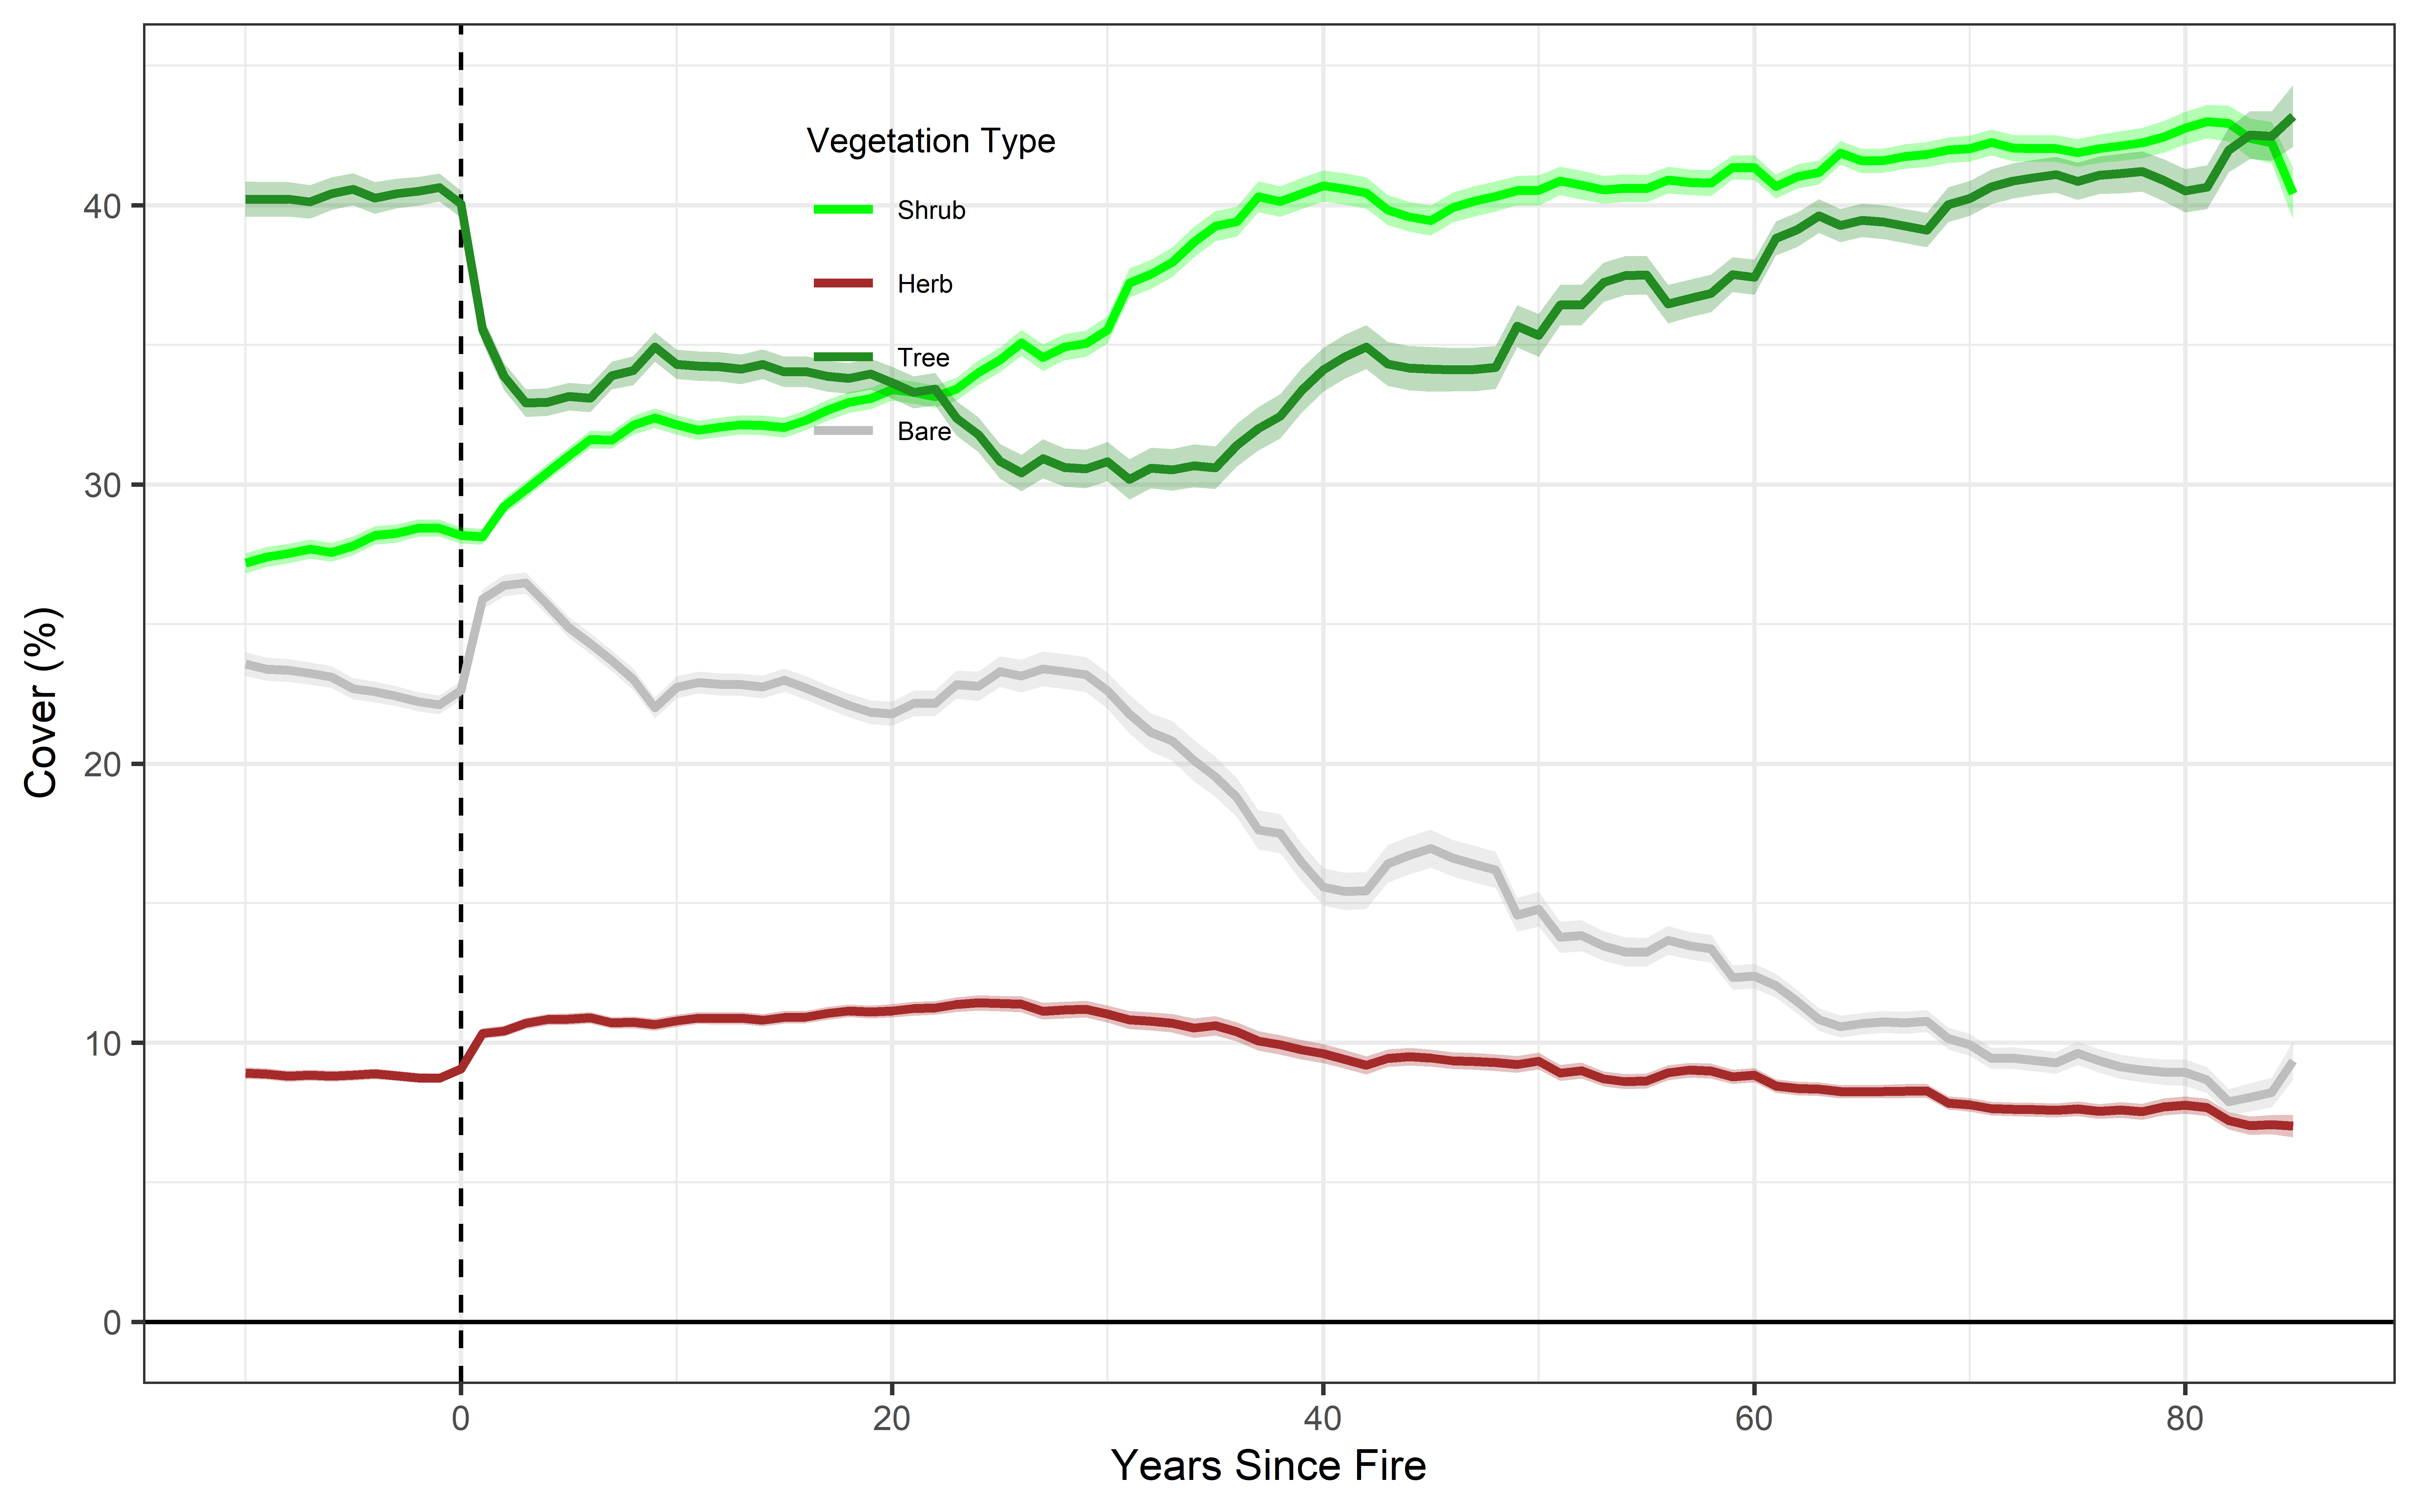 Vegetation Type
Shrub
Herb
Tree
Bare
Cover (%)
40
30
20
10
0
0 20 40 60 80
Years Since Fire